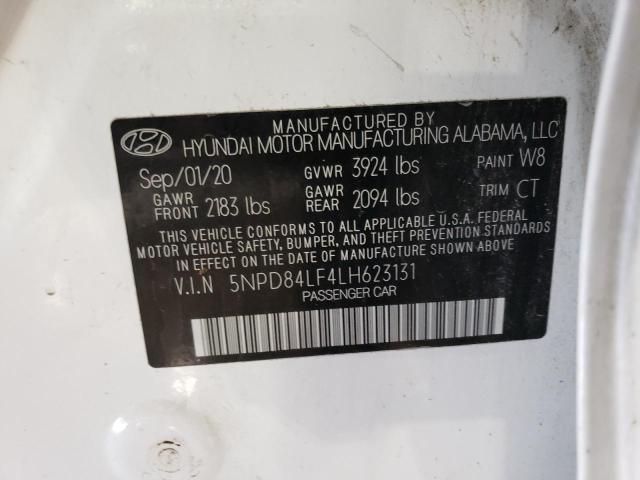 MANUFACTURED BY
HYUNDAI MOTOR MANUFACTURING ALABAMA, LLC
Sep/01/20 GVWR 3924 lbs PAINT W8
GAWR FRONT 2183 lbs GAWR REAR 2094 lbs TRIM CT
THIS VEHICLE CONFORMS TO ALL APPLICABLE U.S.A. FEDERAL
MOTOR VEHICLE SAFETY, BUMPER, AND THEFT PREVENTION STANDARDS
IN EFFECT ON THE DATE OF MANUFACTURE SHOWN ABOVE.
V.I.N 5NPD84LF4LH623131
PASSENGER CAR